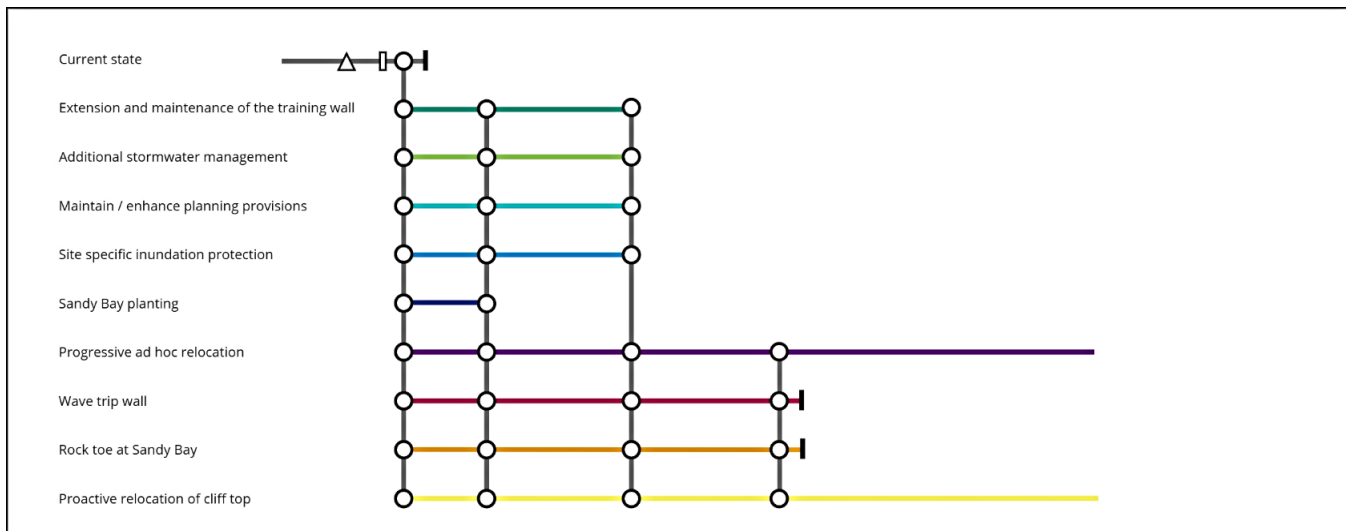 Current state
Extension and maintenance of the training wall
Additional stormwater management
Maintain / enhance planning provisions
Site specific inundation protection
Sandy Bay planting
Progressive ad hoc relocation
Wave trip wall
Rock toe at Sandy Bay
Proactive relocation of cliff top